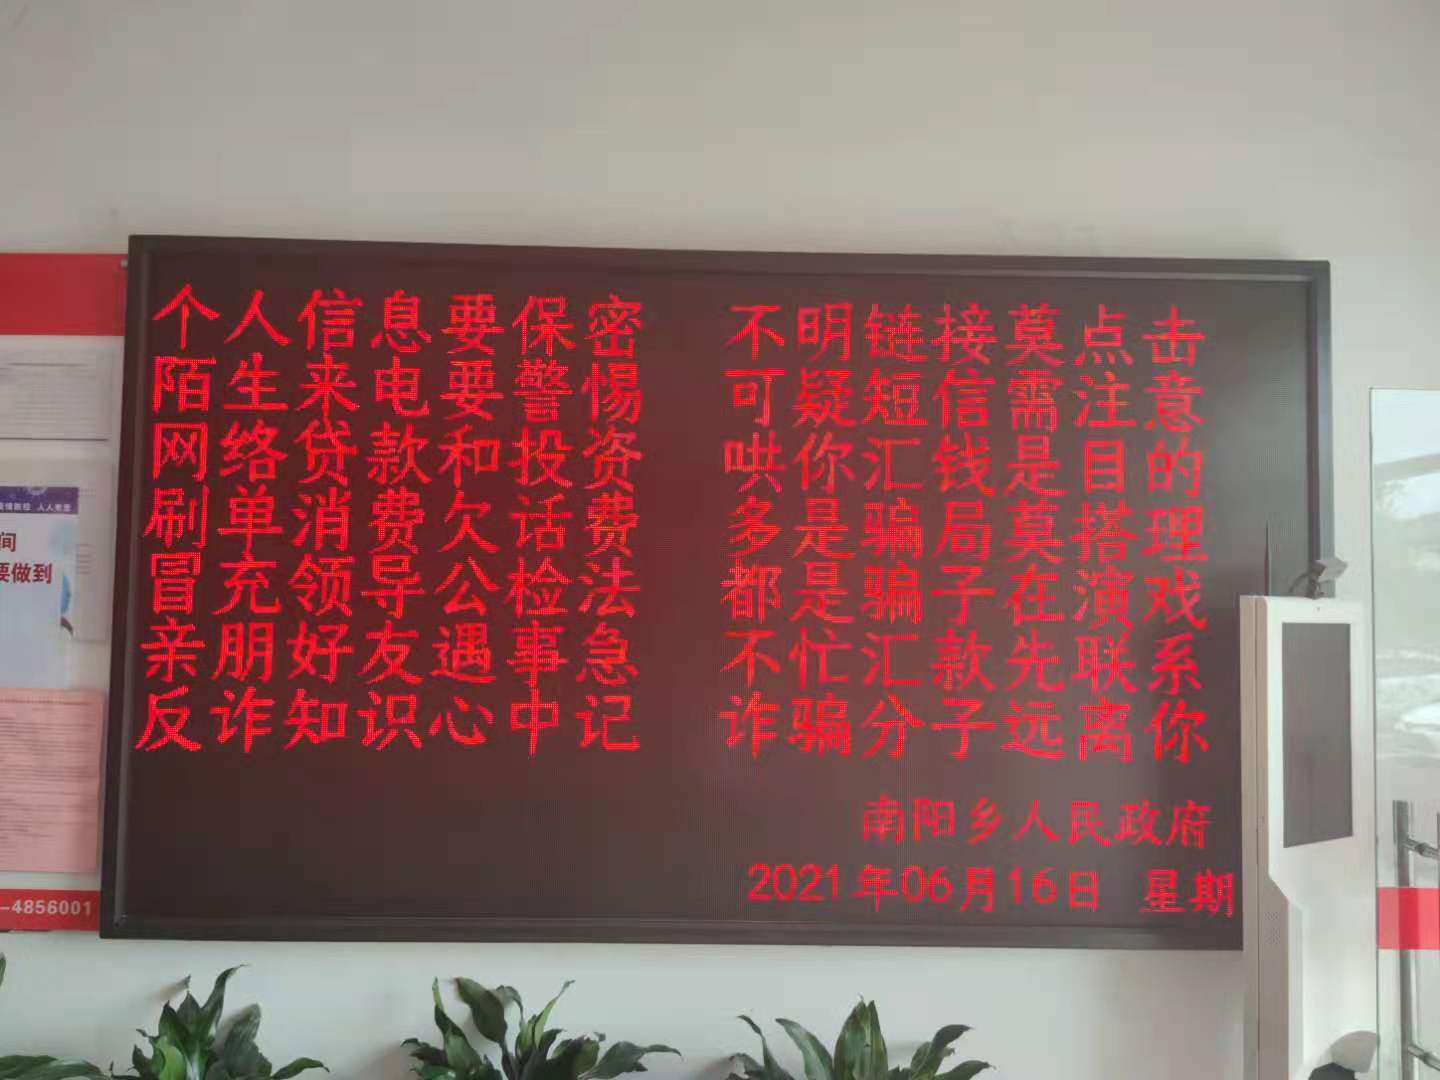 个人信息要保密 不明链接莫点击
陌生来电要警惕 可疑短信需注意
网络贷款和投资 哄你汇钱是目的
刷单消费欠话费 多是骗局莫搭理
冒充领导公检法 都是骗子在演戏
亲朋好友遇事急 不忙汇款先联系
反诈知识心中记 诈骗分子远离你
南阳乡人民政府
2021年06月16日 星期
间
要做到
-4856001